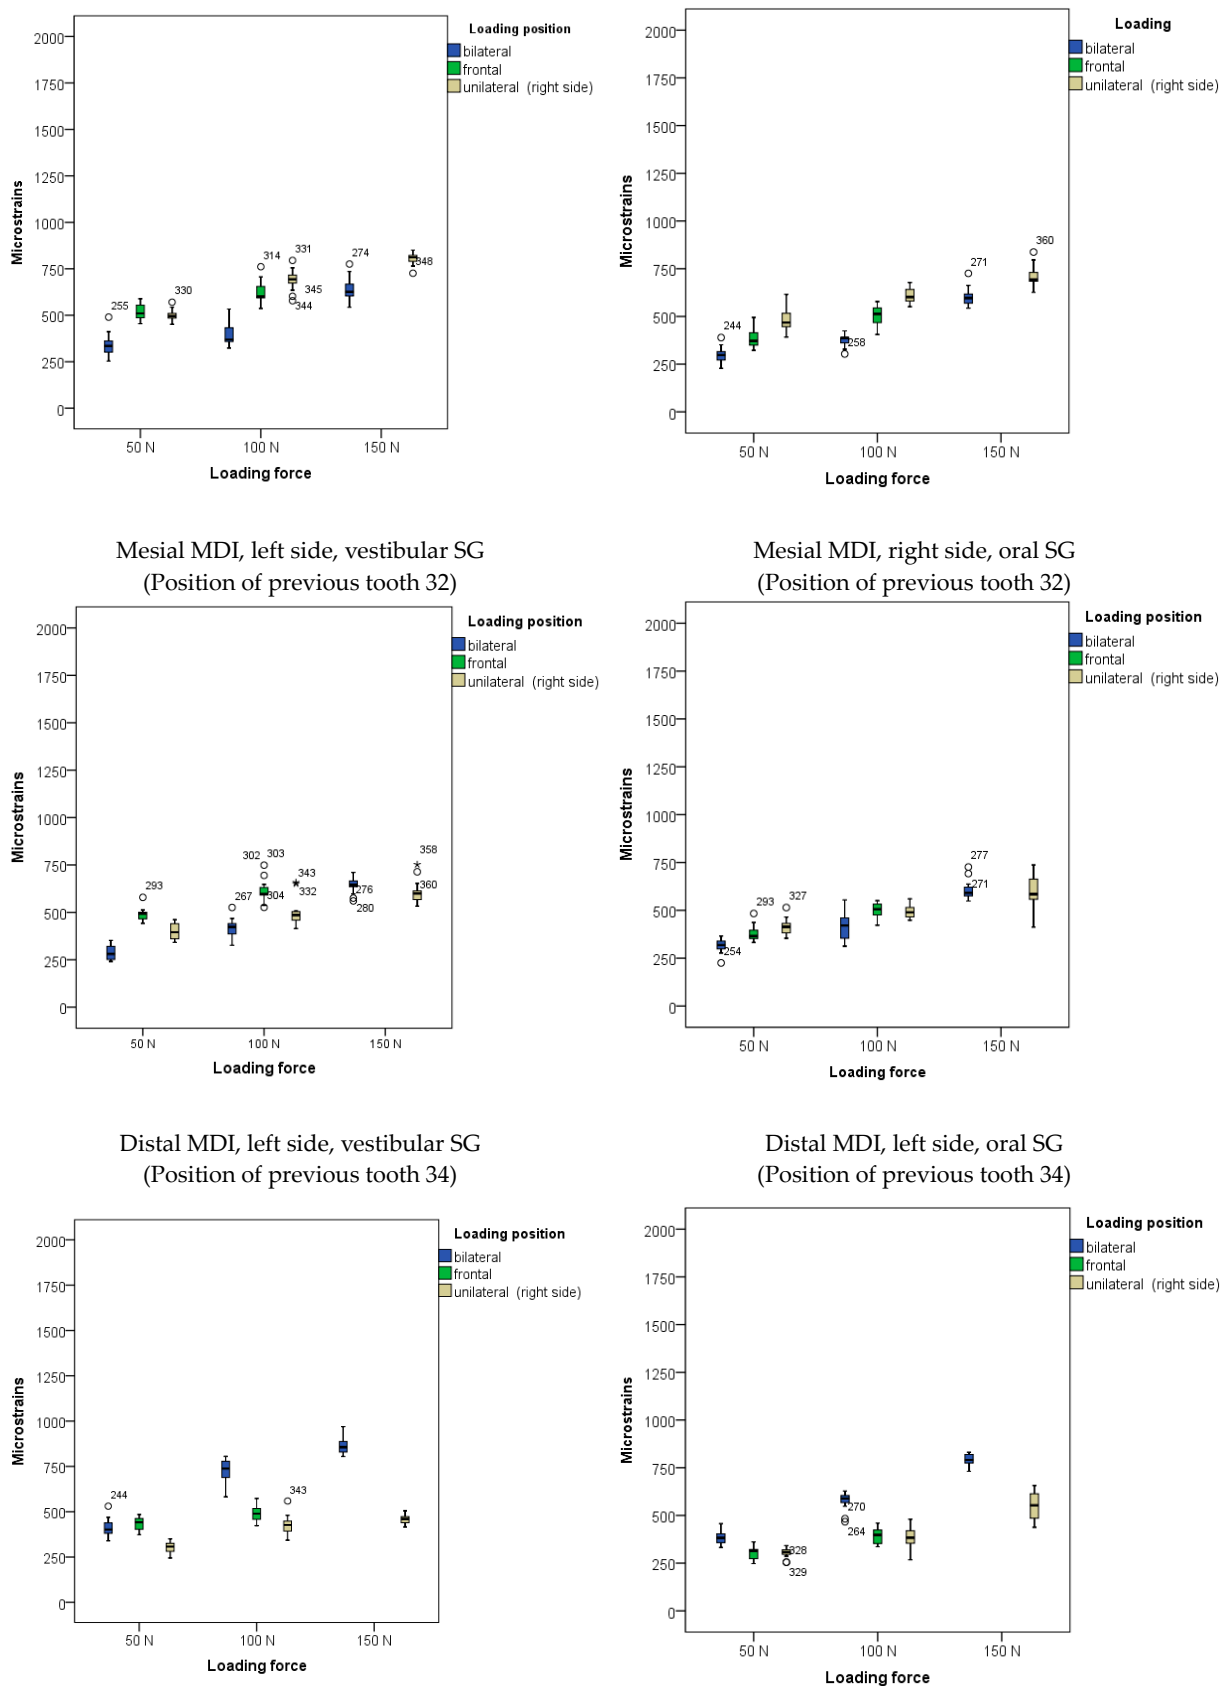 Loading position
bilateral
frontal
unilateral (right side)
2000
1750
1500
1250
1000
750
500
250
0
Microstrains
255
330
314
331
345
344
274
348
50 N
100 N
150 N
Loading force
Loading
bilateral
frontal
unilateral (right side)
2000
1750
1500
1250
1000
750
500
250
0
Microstrains
244
258
271
360
50 N
100 N
150 N
Loading force
Mesial MDI, left side, vestibular SG
(Position of previous tooth 32)
Mesial MDI, right side, oral SG
(Position of previous tooth 32)
Loading position
bilateral
frontal
unilateral (right side)
2000
1750
1500
1250
1000
750
500
250
0
Microstrains
293
267
302
303
304
343
332
276
280
358
360
50 N
100 N
150 N
Loading force
Loading position
bilateral
frontal
unilateral (right side)
2000
1750
1500
1250
1000
750
500
250
0
Microstrains
254
293
327
277
271
50 N
100 N
150 N
Loading force
Distal MDI, left side, vestibular SG
(Position of previous tooth 34)
Distal MDI, left side, oral SG
(Position of previous tooth 34)
Loading position
bilateral
frontal
unilateral (right side)
2000
1750
1500
1250
1000
750
500
250
0
Microstrains
244
343
50 N
100 N
150 N
Loading force
Loading position
bilateral
frontal
unilateral (right side)
2000
1750
1500
1250
1000
750
500
250
0
Microstrains
328
329
270
264
50 N
100 N
150 N
Loading force